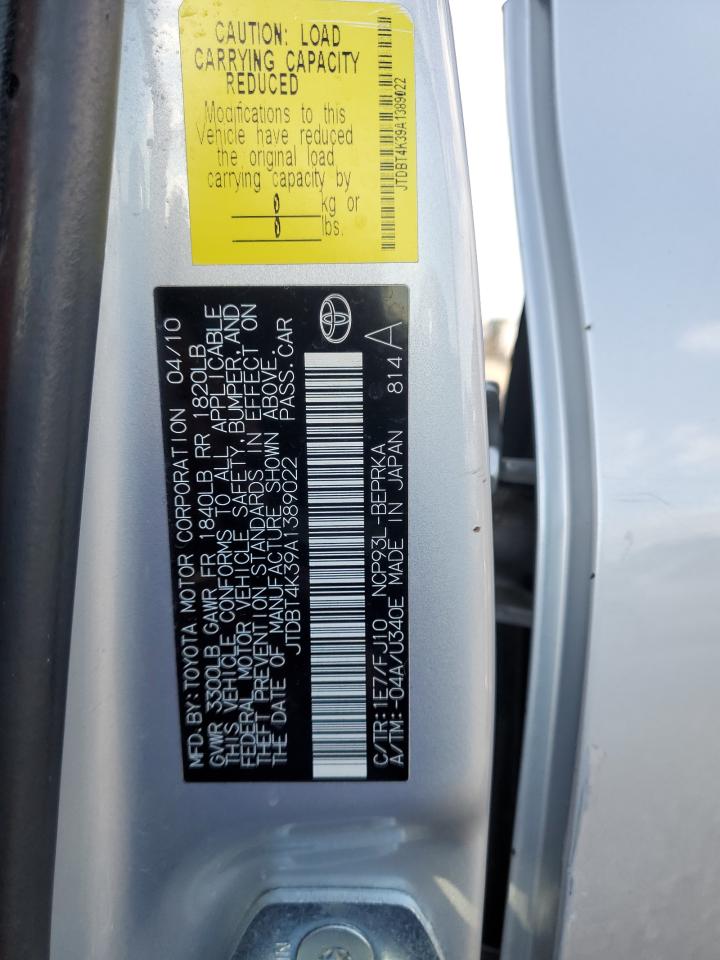 CAUTION: LOAD
CARRYING CAPACITY
REDUCED
Modifications to this
Vehicle have reduced
the original load
carrying capacity by
0 kg or
0 lbs.
JTDBT4K39A1389022
MFD.BY:TOYOTA MOTOR CORPORATION 04/10
GVWR 3300LB GAWR FR 1840LB RR 1820LB
THIS VEHICLE CONFORMS TO ALL APPLICABLE
FEDERAL MOTOR VEHICLE SAFETY,BUMPER,AND
THEFT PREVENTION STANDARDS IN EFFECT ON
THE DATE OF MANUFACTURE SHOWN ABOVE.
JTDBT4K39A1389022 PASS.CAR
C/TR:1E7/FJ10 NCP93L-BEPRKA
A/TM:-04A/U340E MADE IN JAPAN 814A